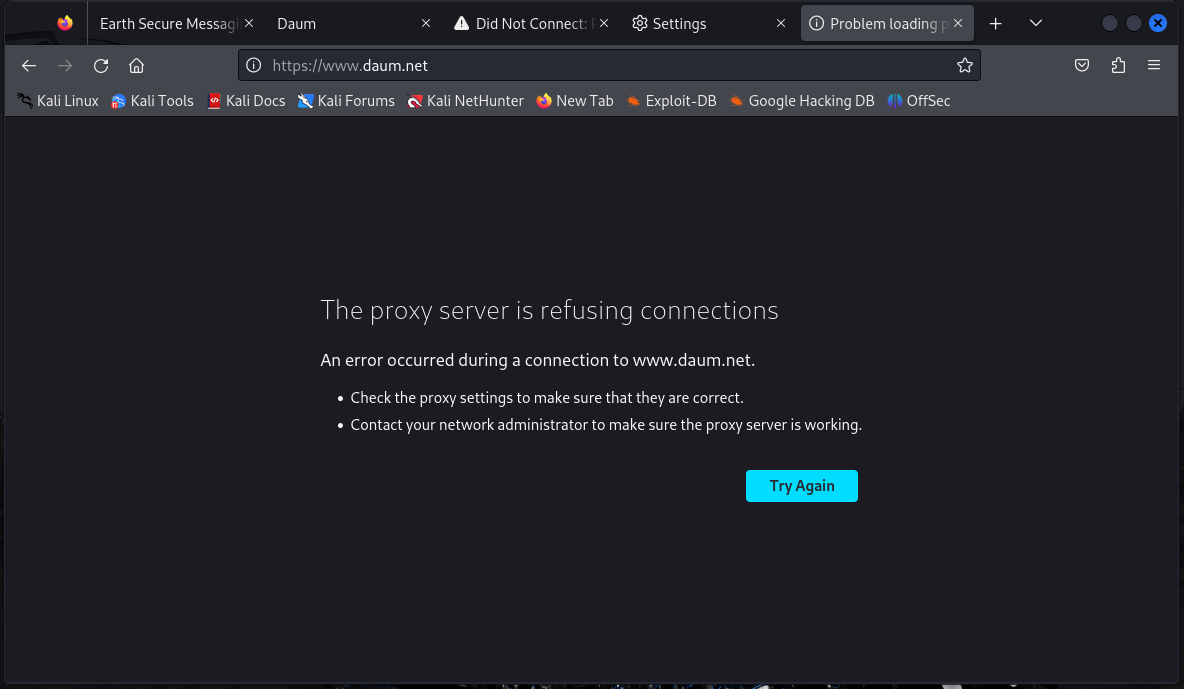 Earth Secure Messagi
Daum
Did Not Connect:
Settings
Problem loading p
https://www.daum.net
Kali Linux Kali Tools Kali Docs Kali Forums Kali NetHunter New Tab Exploit-DB Google Hacking DB OffSec
The proxy server is refusing connections
An error occurred during a connection to www.daum.net.
• Check the proxy settings to make sure that they are correct.
• Contact your network administrator to make sure the proxy server is working.
Try Again